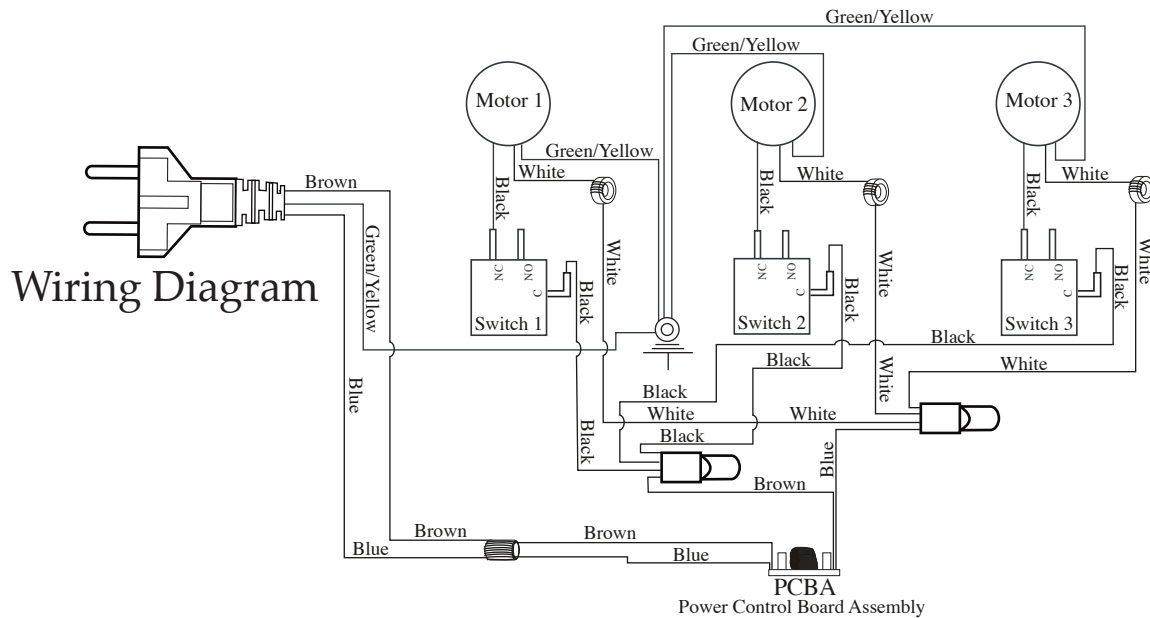 Green/Yellow
Green/Yellow
Motor 1
Motor 2
Motor 3
Green/Yellow
White
White
White
Brown
Black
Black
Black
Wiring Diagram
Green/Yellow
NC
NO
C
Switch 1
Black
White
NC
NO
C
Switch 2
Black
White
NC
NO
C
Switch 3
Black
White
Black
Black
White
Blue
Black
White
White
White
Black
Black
Blue
Brown
Brown
Brown
Blue
Blue
PCBA
Power Control Board Assembly